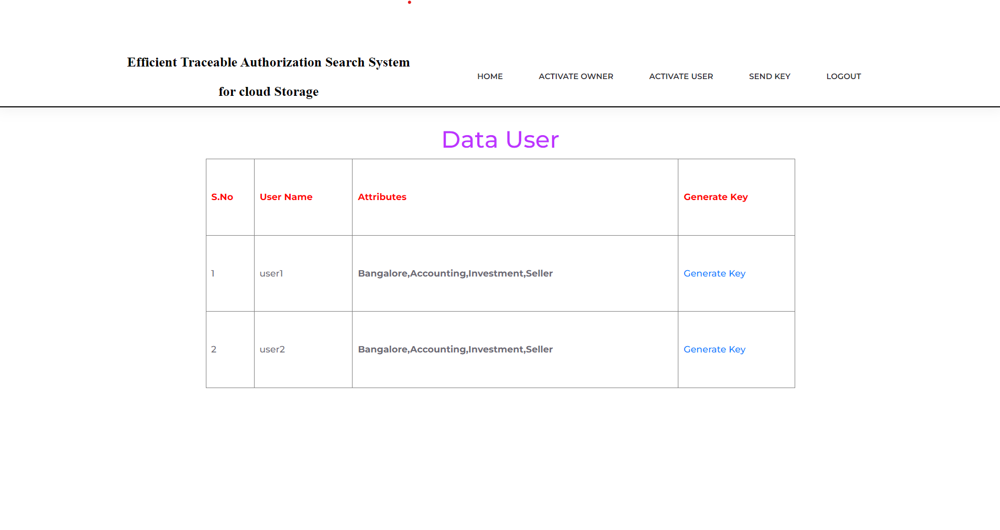 Efficient Traceable Authorization Search System
for cloud Storage
HOME ACTIVATE OWNER ACTIVATE USER SEND KEY LOGOUT
Data User
S.No User Name Attributes Generate Key
1 user1 Bangalore,Accounting,Investment,Seller Generate Key
2 user2 Bangalore,Accounting,Investment,Seller Generate Key